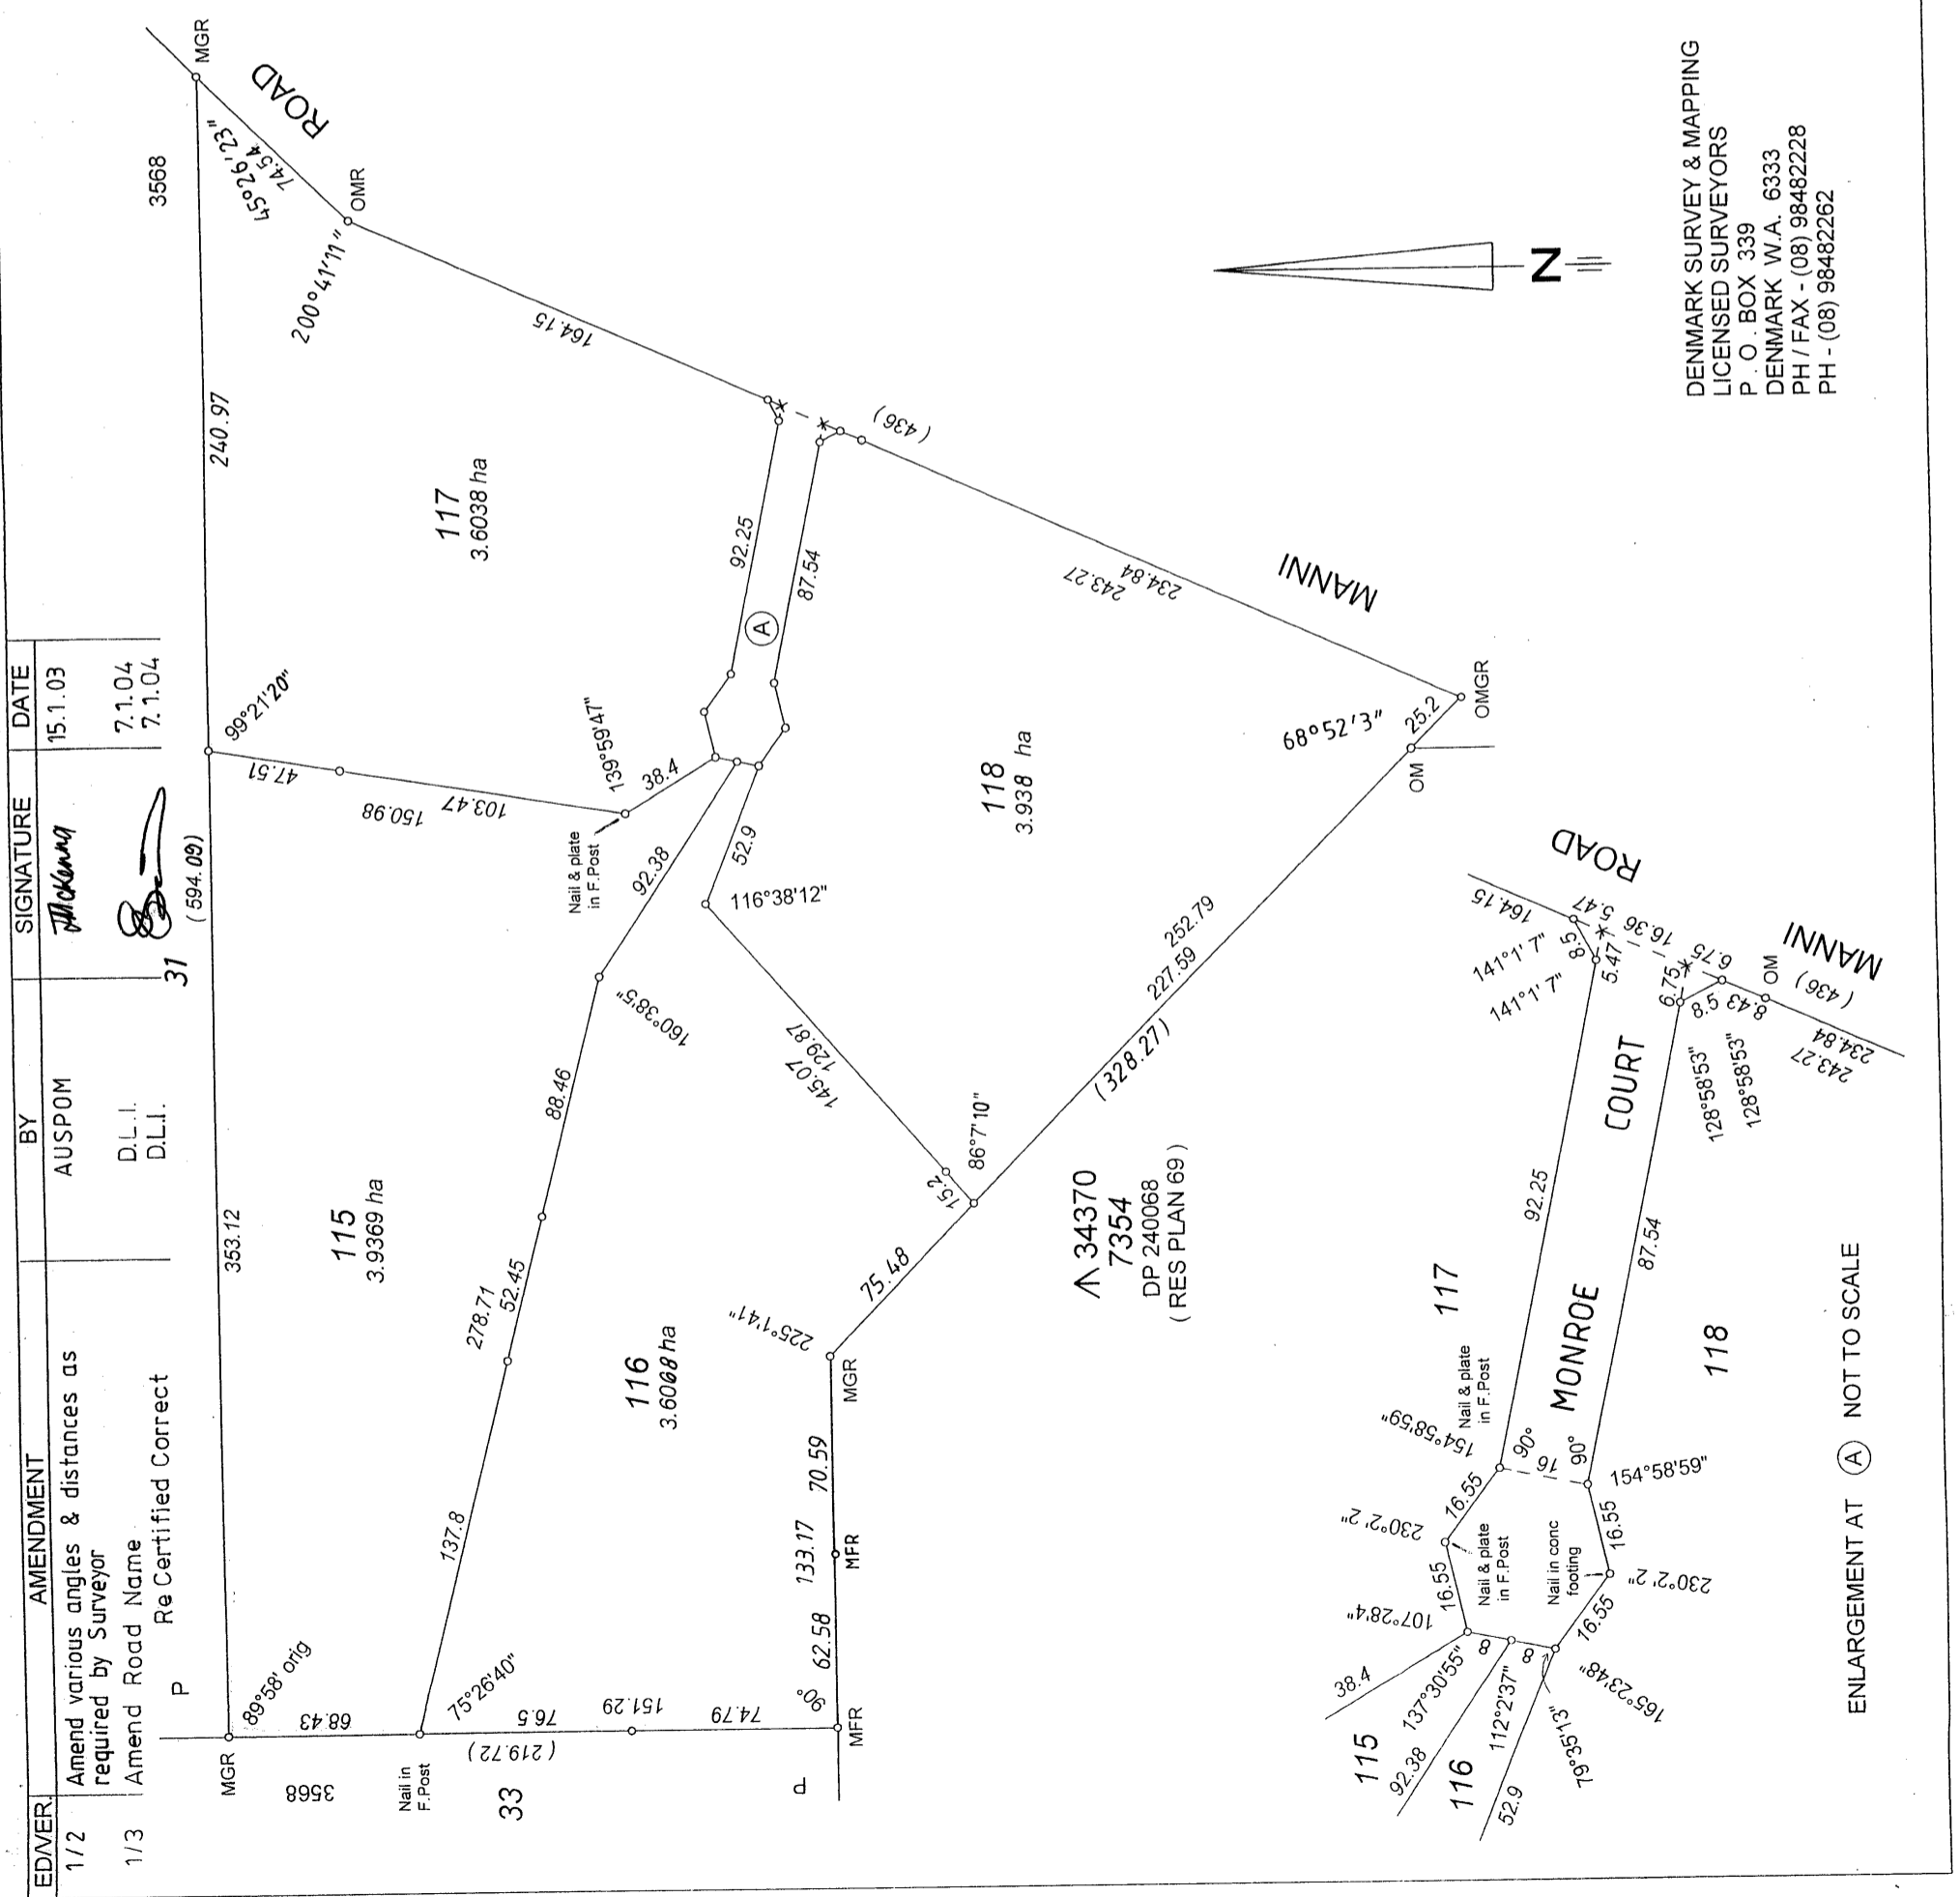 ED/VER.
AMENDMENT
BY
SIGNATURE
DATE
1/2
Amend various angles & distances as
required by Surveyor
AUSPOM
McKenna
15.1.03
1/3
Amend Road Name
D.L.I.
7.1.04
Re Certified Correct
D.L.I.
7.1.04
P
31
(594.09)
3568
MGR
89°58' orig
353.12
240.97
MGR
99°21'20"
45°26'23"
74.54
ROAD
OMR
200°41'11"
164.15
117
3.6038 ha
47.51
150.98
103.47
139°59'47"
38.4
Nail & plate
in F.Post
92.25
A
87.54
(436)
115
3.9369 ha
92.38
52.9
116°38'12"
160°38'5"
88.46
278.71
52.45
137.8
68.43
3568
Nail in
F.Post
75°26'40"
33
(219.72)
76.5
151.29
74.79
90°
P
MFR
62.58
133.17
70.59
MFR
MGR
225°1'41"
116
3.6068 ha
75.48
15.2
86°7'10"
145.07
129.87
118
3.938 ha
252.79
227.59
(328.27)
68°52'3"
25.2
OM
OMGR
243.27
234.84
MANNI
34370
7354
DP 240068
( RES PLAN 69 )
N
DENMARK SURVEY & MAPPING
LICENSED SURVEYORS
P . O . BOX 339
DENMARK W.A. 6333
PH / FAX - (08) 98482228
PH - (08) 98482262
ROAD
164.15
5.47
16.36
6.75
141°1' 7"
8.5
141°1' 7"
5.47
6.75
8.5
8.43
OM
(436)
MANNI
128°58'53"
128°58'53"
243.27
234.84
117
92.25
MONROE COURT
87.54
118
Nail & plate
in F.Post
154°58'59"
90°
16
90°
154°58'59"
230°2' 2"
16.55
16.55
107°28'4"
Nail & plate
in F.Post
Nail in conc
footing
16.55
230°2' 2"
16.55
165°23'48"
38.4
137°30'55"
8
8
115
92.38
112°2'37"
116
52.9
79°35'13"
ENLARGEMENT AT A NOT TO SCALE